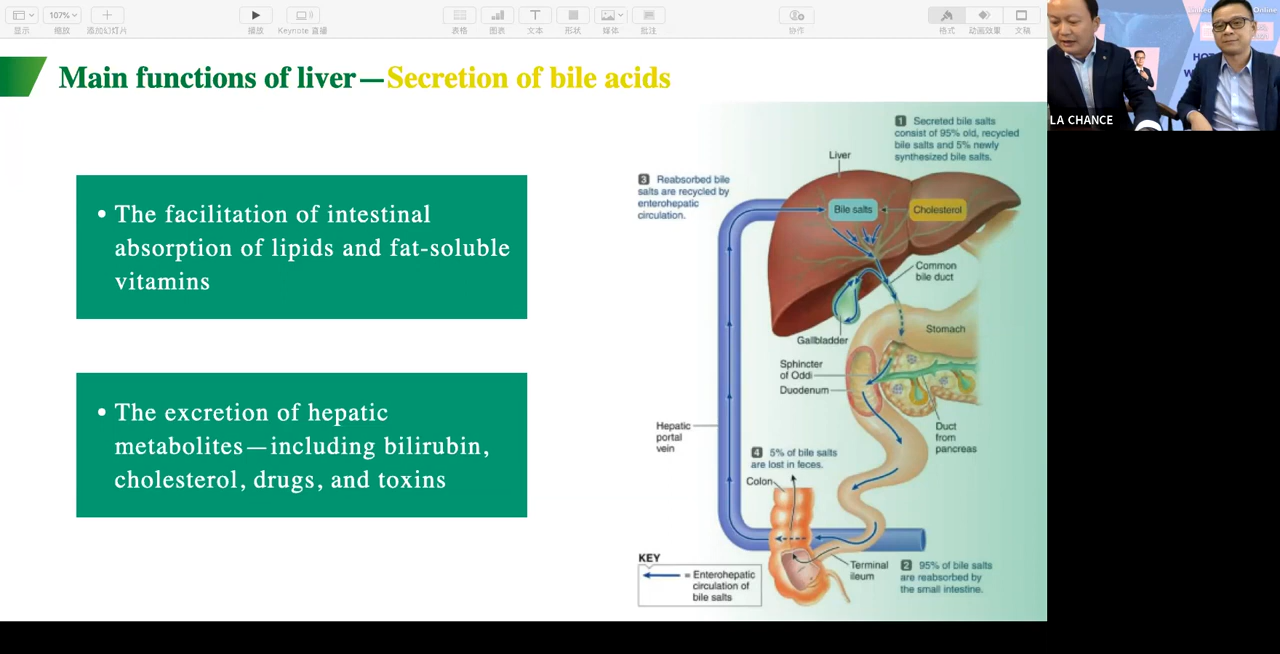 107%
显示
缩放
添加幻灯片
播放
Keynote 直播
表格
图表
文本
形状
媒体
批注
协作
格式
动画效果
文稿
Main functions of liver—Secretion of bile acids
• The facilitation of intestinal
absorption of lipids and fat-soluble
vitamins
• The excretion of hepatic
metabolites—including bilirubin,
cholesterol, drugs, and toxins
1 Secreted bile salts
consist of 95% old, recycled
bile salts and 5% newly
synthesized bile salts.
Liver
3 Reabsorbed bile
salts are recycled by
enterohepatic
circulation.
Bile salts
Cholesterol
Common
bile duct
Stomach
Gallbladder
Sphincter
of Oddi
Duodenum
Hepatic
portal
vein
Duct
from
pancreas
4 5% of bile salts
are lost in feces.
Colon
KEY
= Enterohepatic
circulation of
bile salts
Terminal
ileum
2 95% of bile salts
are reabsorbed by
the small intestine.
LA CHANCE
Online